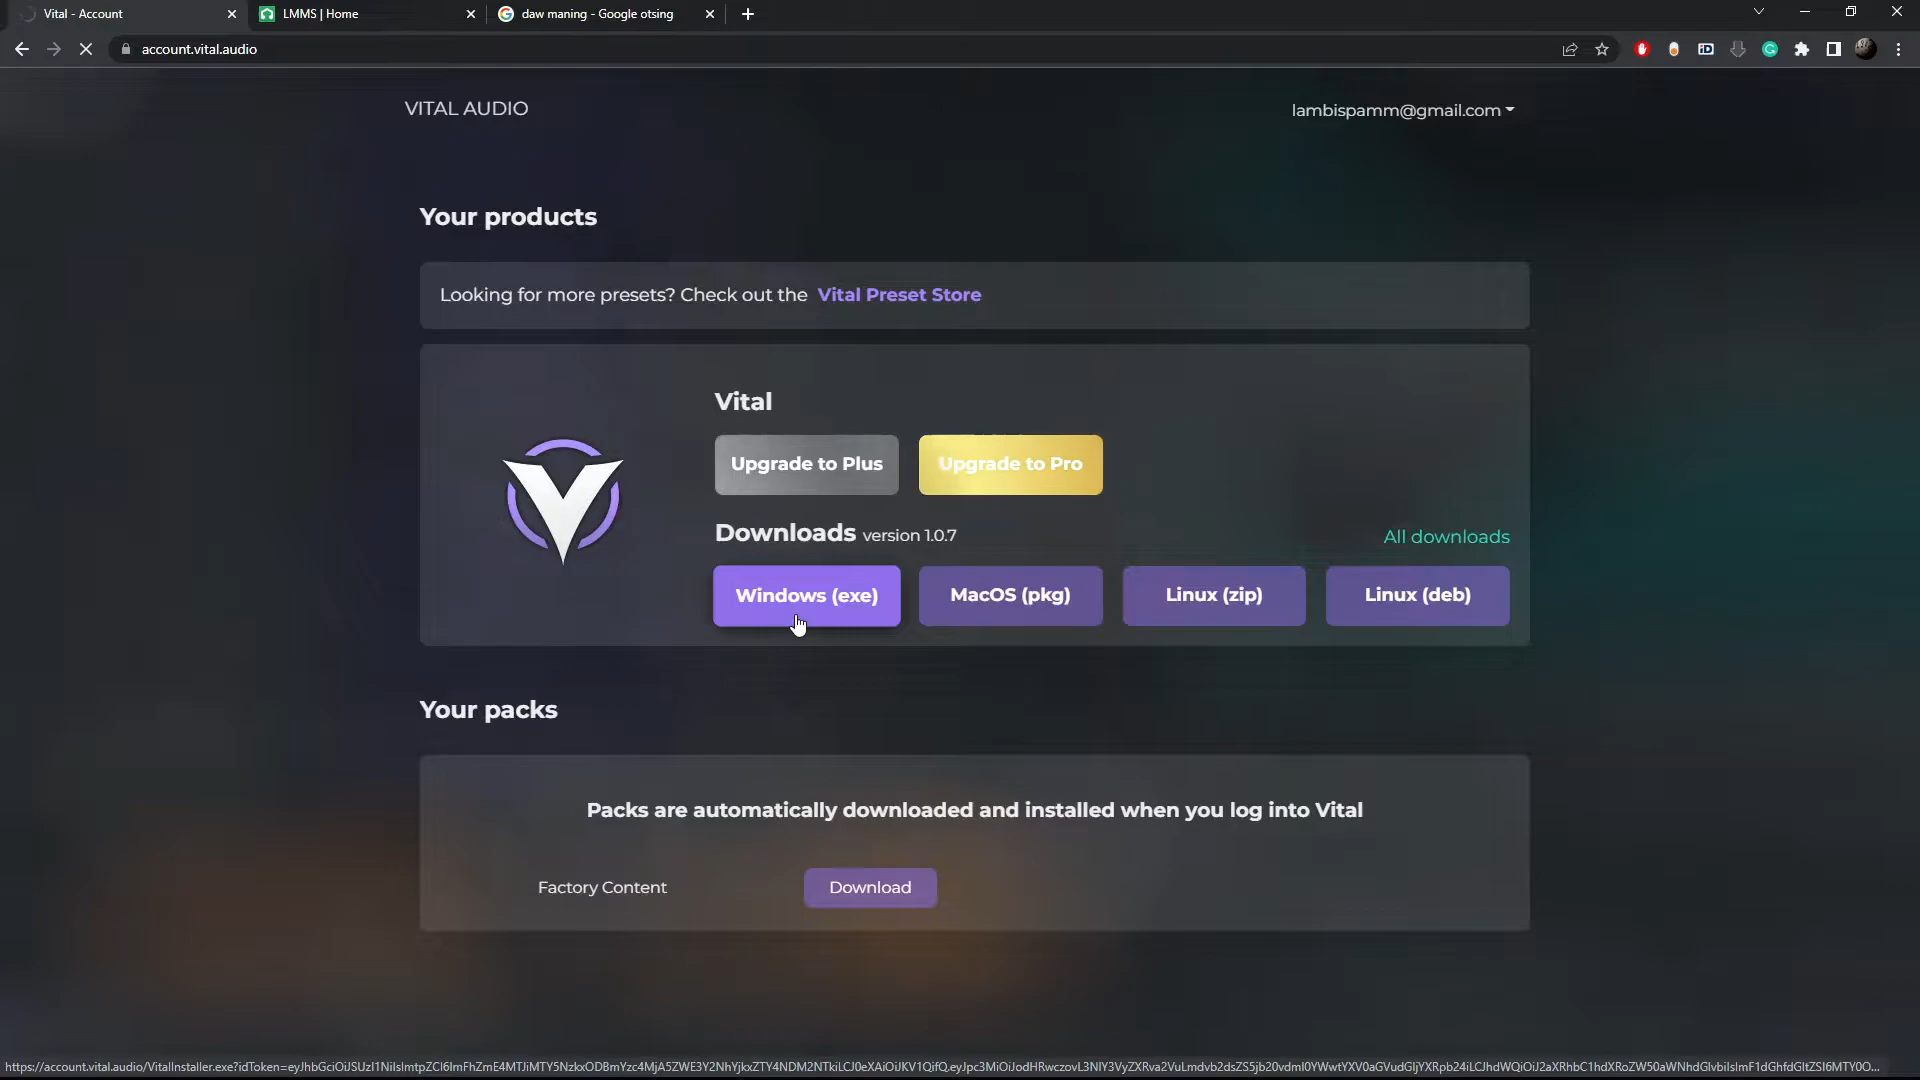 Vital - Account
LMMS | Home
daw maning - Google otsing
account.vital.audio
VITAL AUDIO
lambispamm@gmail.com
Your products
Looking for more presets? Check out the Vital Preset Store
Vital
Upgrade to Plus
Upgrade to Pro
Downloads version 1.0.7
All downloads
Windows (exe)
MacOS (pkg)
Linux (zip)
Linux (deb)
Your packs
Packs are automatically downloaded and installed when you log into Vital
Factory Content
Download